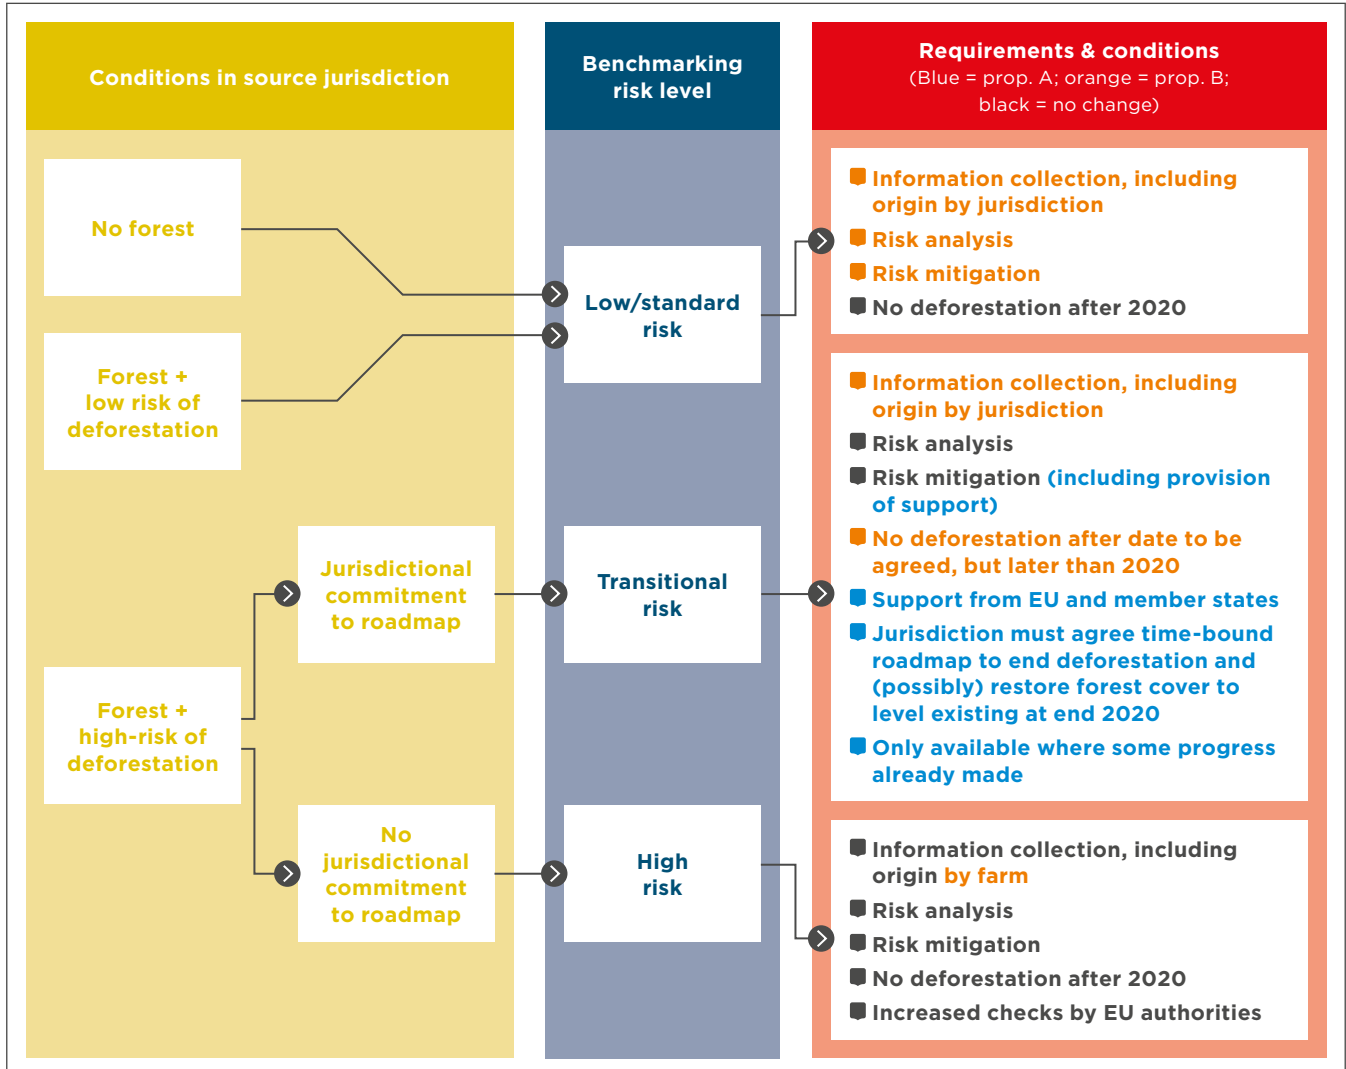 Conditions in source jurisdiction
Benchmarking
risk level
Requirements & conditions
(Blue = prop. A; orange = prop. B;
black = no change)
No forest
Forest +
low risk of
deforestation
Forest +
high-risk of
deforestation
Jurisdictional
commitment
to roadmap
No
jurisdictional
commitment
to roadmap
Low/standard
risk
Transitional
risk
High
risk
Information collection, including
origin by jurisdiction
Risk analysis
Risk mitigation
No deforestation after 2020
Information collection, including
origin by jurisdiction
Risk analysis
Risk mitigation (including provision
of support)
No deforestation after date to be
agreed, but later than 2020
Support from EU and member states
Jurisdiction must agree time-bound
roadmap to end deforestation and
(possibly) restore forest cover to
level existing at end 2020
Only available where some progress
already made
Information collection, including
origin by farm
Risk analysis
Risk mitigation
No deforestation after 2020
Increased checks by EU authorities